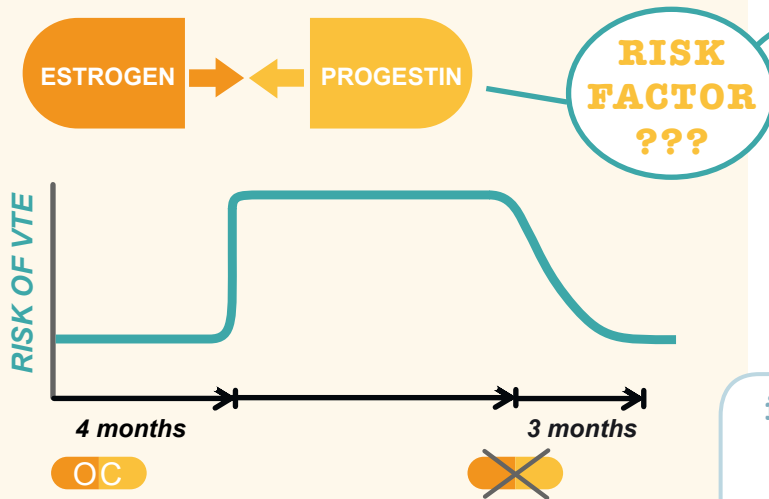 ESTROGEN
PROGESTIN
RISK
FACTOR
???
RISK OF VTE
4 months
3 months
OC